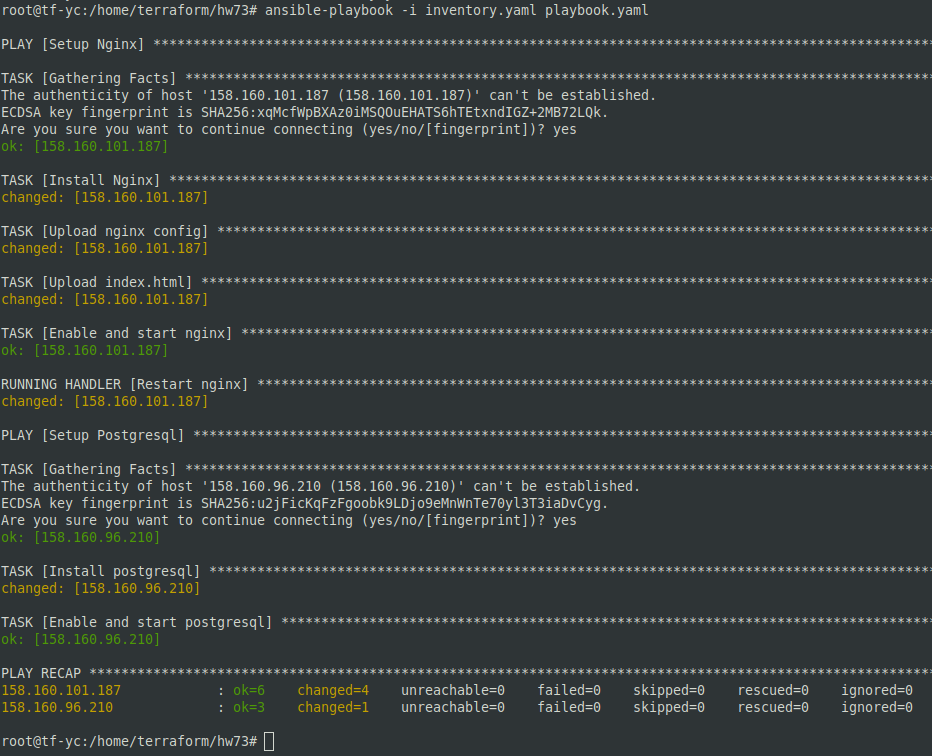 root@tf-yc:/home/terraform/hw73# ansible-playbook -i inventory.yaml playbook.yaml
PLAY [Setup Nginx] *************************************************************************************************
TASK [Gathering Facts] *********************************************************************************************
The authenticity of host '158.160.101.187 (158.160.101.187)' can't be established.
ECDSA key fingerprint is SHA256:xqMcfWpBXAz0iMSQOuEHATS6hTEtxndIGZ+2MB72LQk.
Are you sure you want to continue connecting (yes/no/[fingerprint])? yes
ok: [158.160.101.187]
TASK [Install Nginx] ***********************************************************************************************
changed: [158.160.101.187]
TASK [Upload nginx config] *****************************************************************************************
changed: [158.160.101.187]
TASK [Upload index.html] *******************************************************************************************
changed: [158.160.101.187]
TASK [Enable and start nginx] **************************************************************************************
ok: [158.160.101.187]
RUNNING HANDLER [Restart nginx] ************************************************************************************
changed: [158.160.101.187]
PLAY [Setup Postgresql] ********************************************************************************************
TASK [Gathering Facts] *********************************************************************************************
The authenticity of host '158.160.96.210 (158.160.96.210)' can't be established.
ECDSA key fingerprint is SHA256:u2jFicKqFzFgoobk9LDjo9eMnWnTe70yl3T3iaDvCyg.
Are you sure you want to continue connecting (yes/no/[fingerprint])? yes
ok: [158.160.96.210]
TASK [Install postgresql] ******************************************************************************************
changed: [158.160.96.210]
TASK [Enable and start postgresql] *********************************************************************************
ok: [158.160.96.210]
PLAY RECAP *********************************************************************************************************
158.160.101.187            : ok=6    changed=4    unreachable=0    failed=0    skipped=0    rescued=0    ignored=0
158.160.96.210             : ok=3    changed=1    unreachable=0    failed=0    skipped=0    rescued=0    ignored=0
root@tf-yc:/home/terraform/hw73#